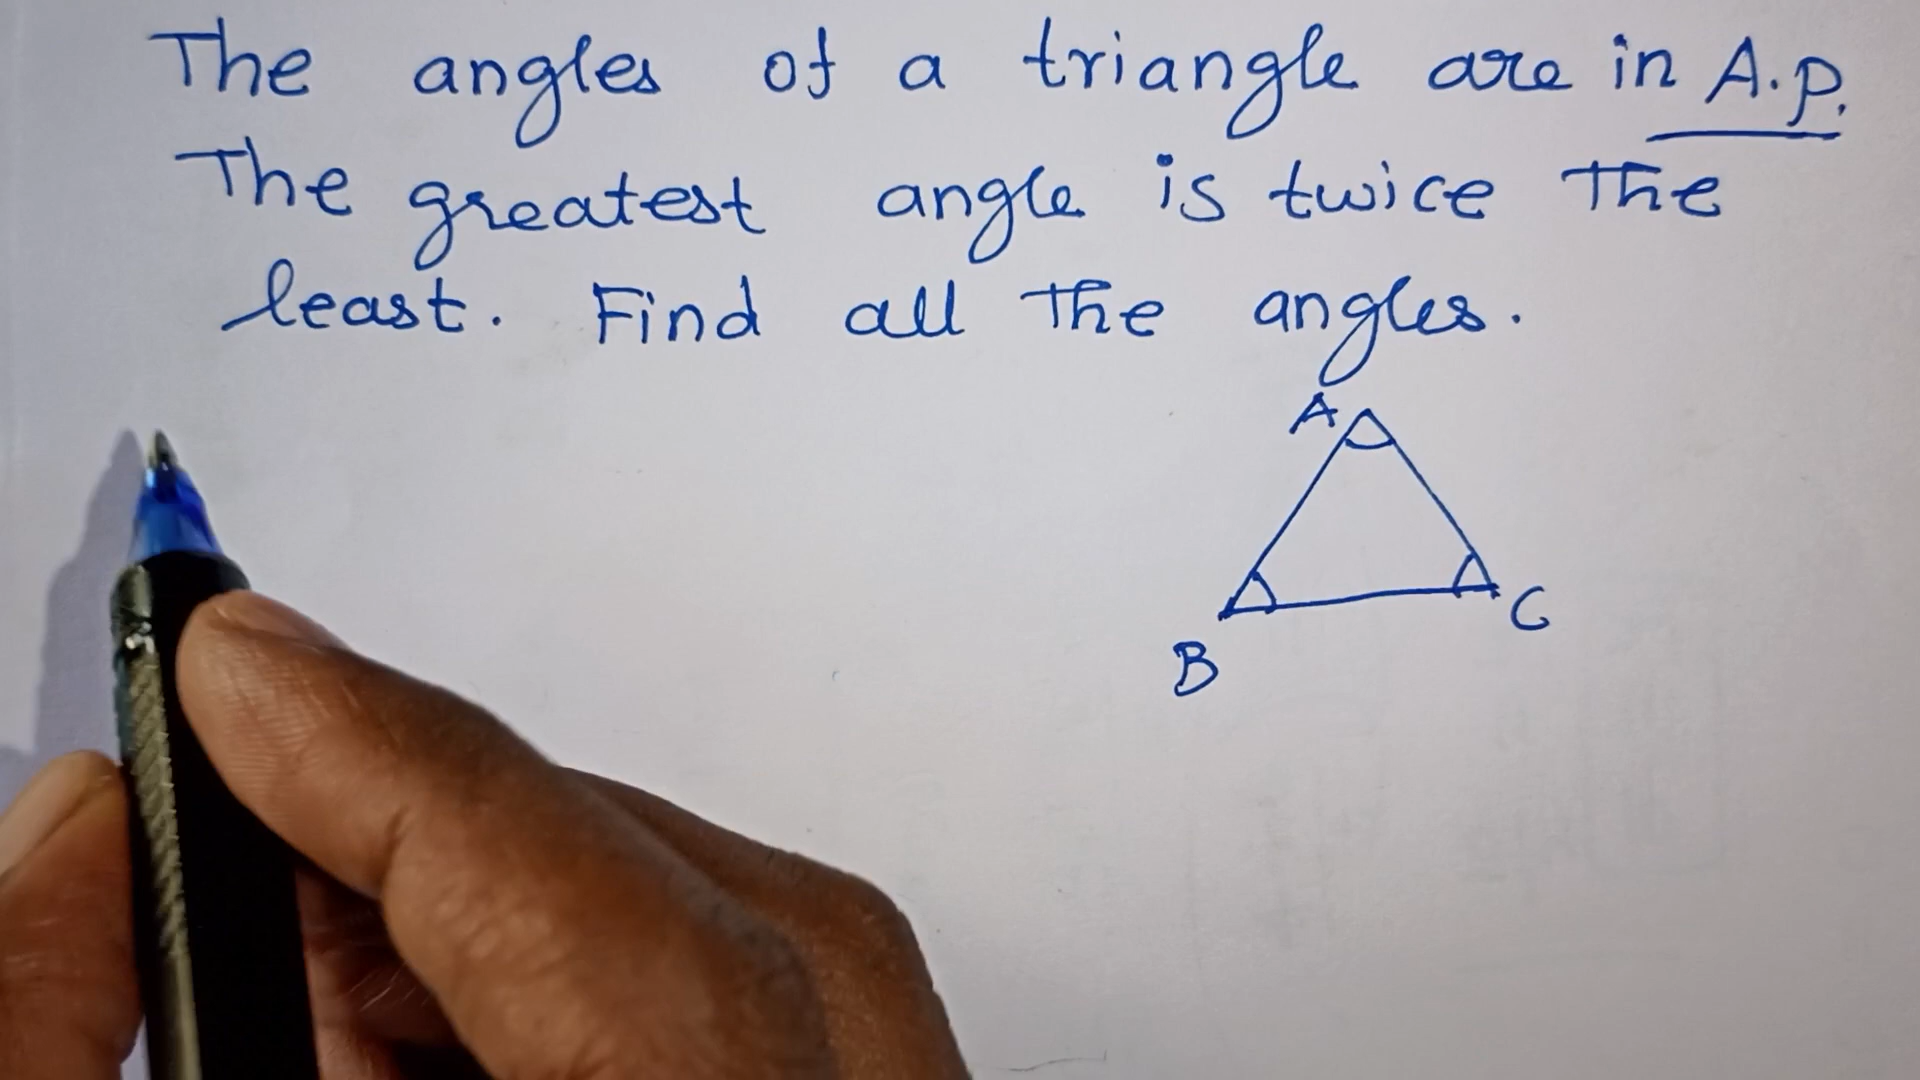 The angles of a triangle are in A.P.
The greatest angle is twice the
least. Find all the angles.
A
B
C